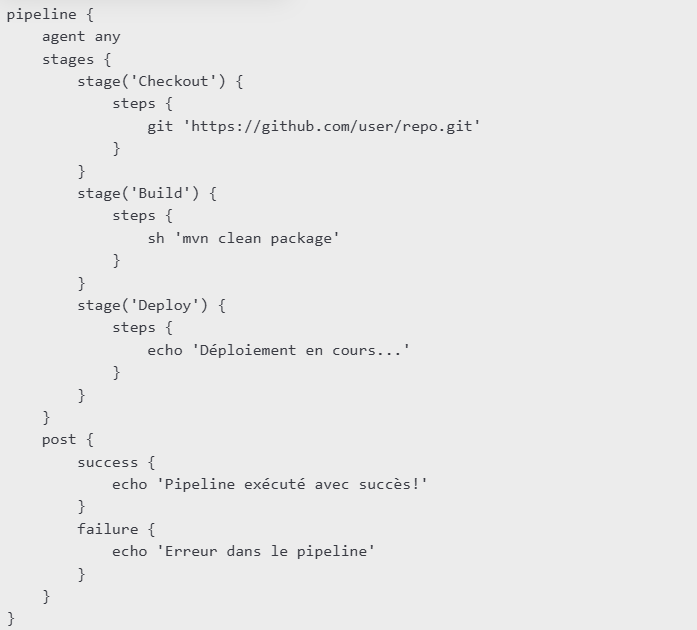 pipeline {
    agent any
    stages {
        stage('Checkout') {
            steps {
                git 'https://github.com/user/repo.git'
            }
        }
        stage('Build') {
            steps {
                sh 'mvn clean package'
            }
        }
        stage('Deploy') {
            steps {
                echo 'Déploiement en cours...'
            }
        }
    }
    post {
        success {
            echo 'Pipeline exécuté avec succès!'
        }
        failure {
            echo 'Erreur dans le pipeline'
        }
    }
}